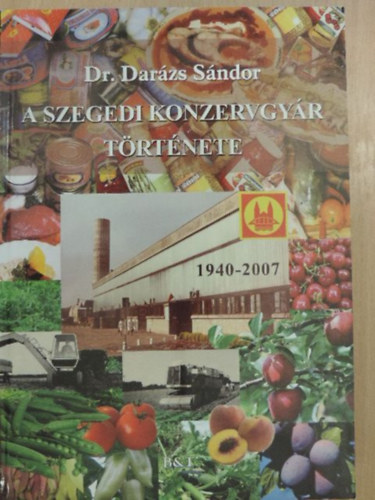 Dr. Darázs Sándor
A SZEGEDI KONZERVGYÁR
TÖRTÉNETE
1940-2007